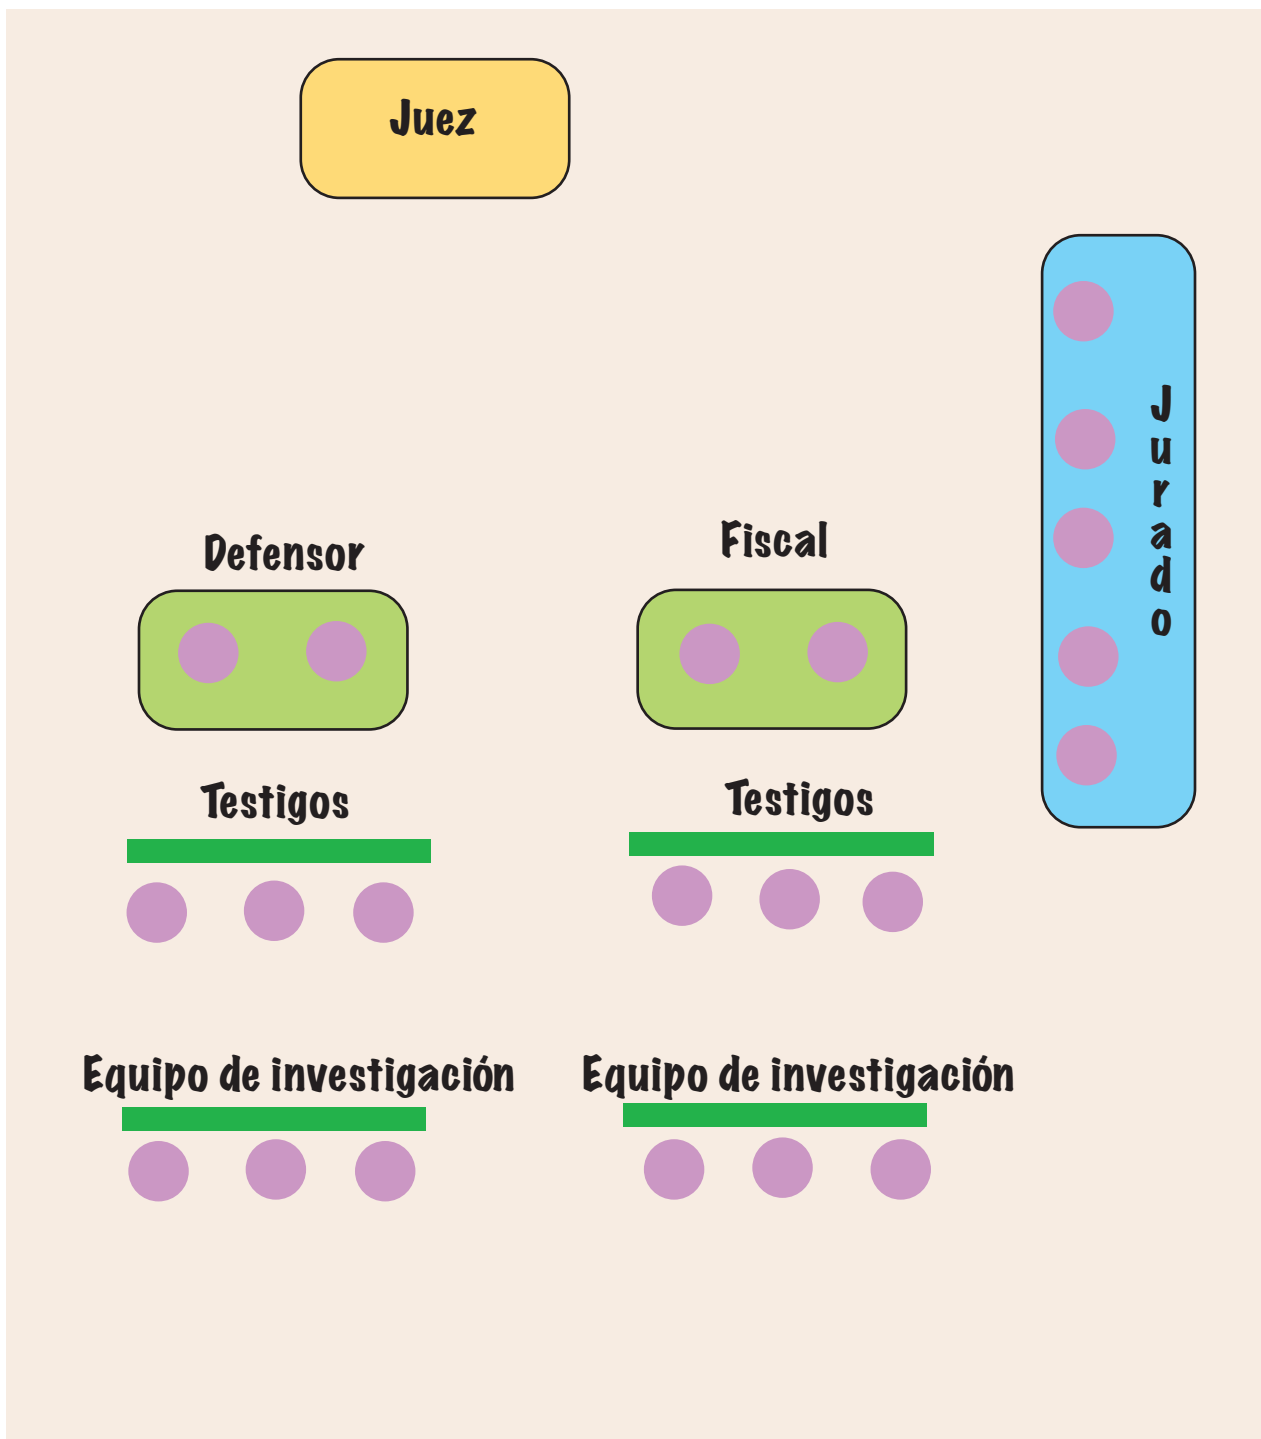 Juez
Jurado
Defensor
Fiscal
Testigos
Testigos
Equipo de investigación
Equipo de investigación